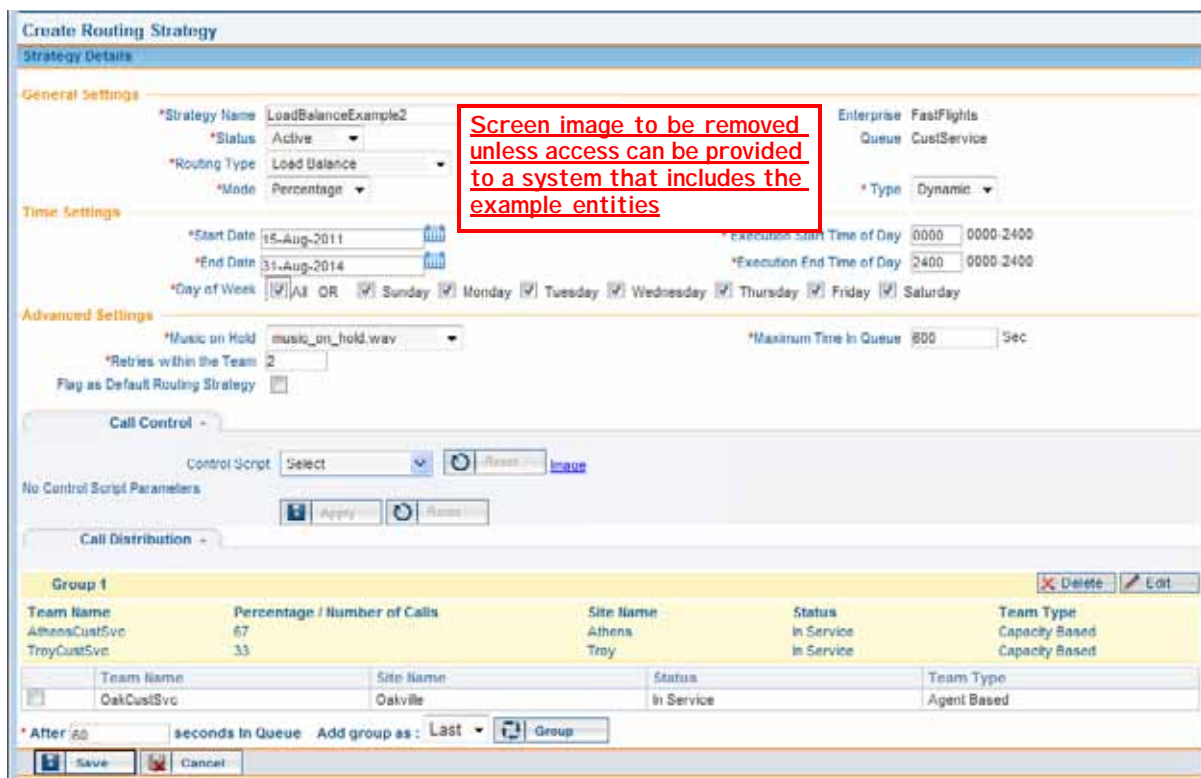 Create Routing Strategy
Strategy Details
General Settings
*Strategy Name LoadBalanceExample2
Enterprise FastFlights
*Status Active
Queue CustService
*Routing Type Load Balance
*Mode Percentage
* Type Dynamic
Screen image to be removed
unless access can be provided
to a system that includes the
example entities
Time Settings
*Start Date 15-Aug-2011
* Execution Start Time of Day 0000 0000-2400
*End Date 31-Aug-2014
*Execution End Time of Day 2400 0000-2400
*Day of Week All OR Sunday Monday Tuesday Wednesday Thursday Friday Saturday
Advanced Settings
*Music on Hold music_on_hold.wav
*Maximum Time In Queue 600 Sec
*Retries within the Team 2
Flag as Default Routing Strategy
Call Control -
Control Script Select Reset Image
No Control Script Parameters
Apply Reset
Call Distribution -
Group 1 Delete Edit
Team Name Percentage / Number of Calls Site Name Status Team Type
AthensCustSvc 67 Athens In Service Capacity Based
TroyCustSvc 33 Troy In Service Capacity Based
Team Name Site Name Status Team Type
OakCustSvc Oakville In Service Agent Based
* After 60 seconds In Queue Add group as : Last Group
Save Cancel